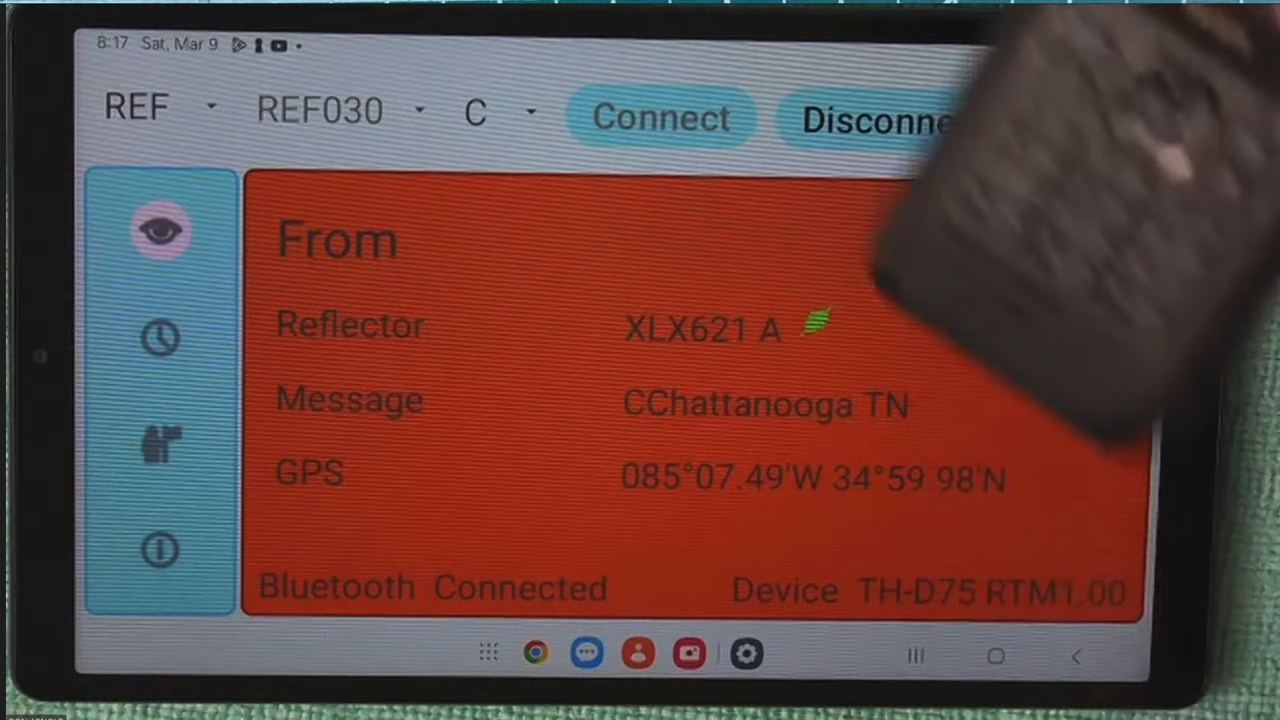 8:17 Sat, Mar 9
REF REF030 C Connect Disconne
From
Reflector XLX621 A
Message CChattanooga TN
GPS 085°07.49'W 34°59.98'N
Bluetooth Connected Device TH-D75 RTM1.00